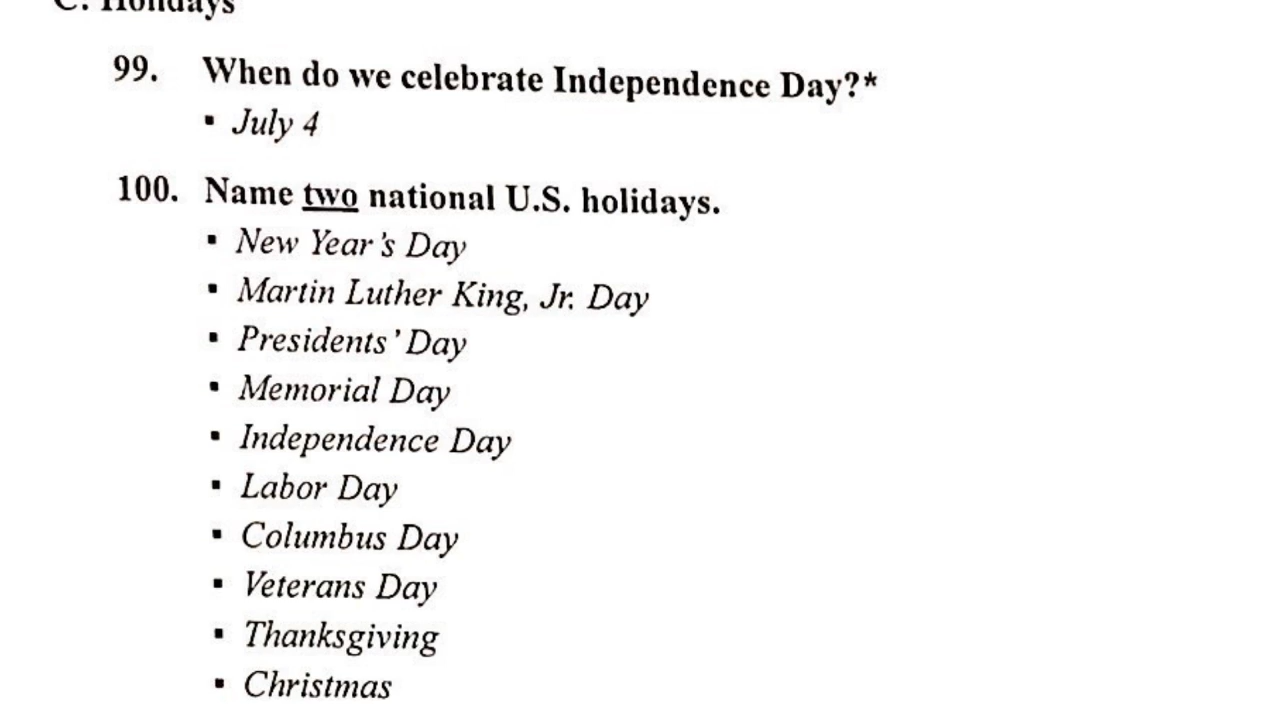 C. Holidays
99. When do we celebrate Independence Day?*
▪ July 4
100. Name two national U.S. holidays.
▪ New Year's Day
▪ Martin Luther King, Jr. Day
▪ Presidents' Day
▪ Memorial Day
▪ Independence Day
▪ Labor Day
▪ Columbus Day
▪ Veterans Day
▪ Thanksgiving
▪ Christmas